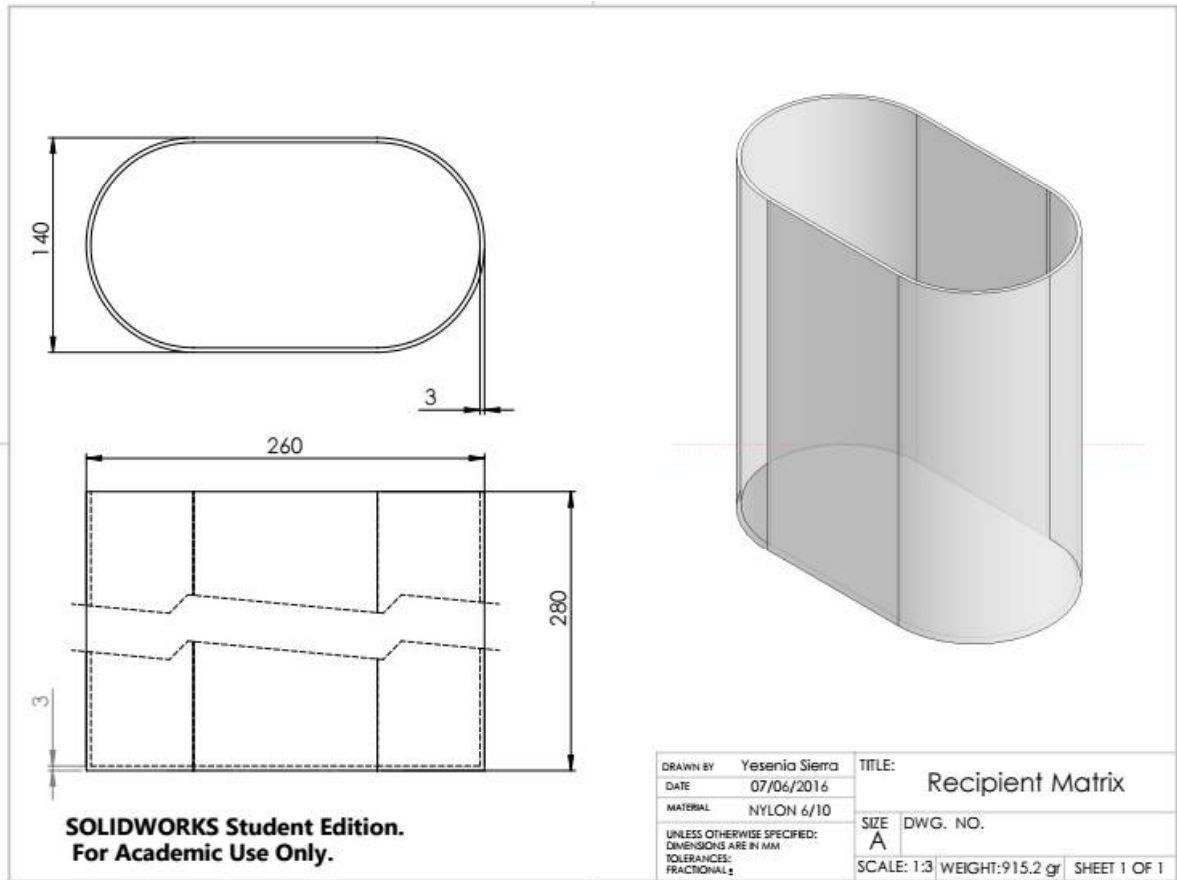 140
3
260
280
3
SOLIDWORKS Student Edition.
For Academic Use Only.
DRAWN BY Yesenia Sierra
DATE 07/06/2016
MATERIAL NYLON 6/10
UNLESS OTHERWISE SPECIFIED:
DIMENSIONS ARE IN MM
TOLERANCES:
FRACTIONAL±
TITLE:
Recipient Matrix
SIZE
A
DWG. NO.
SCALE: 1:3 WEIGHT:915.2 gr SHEET 1 OF 1